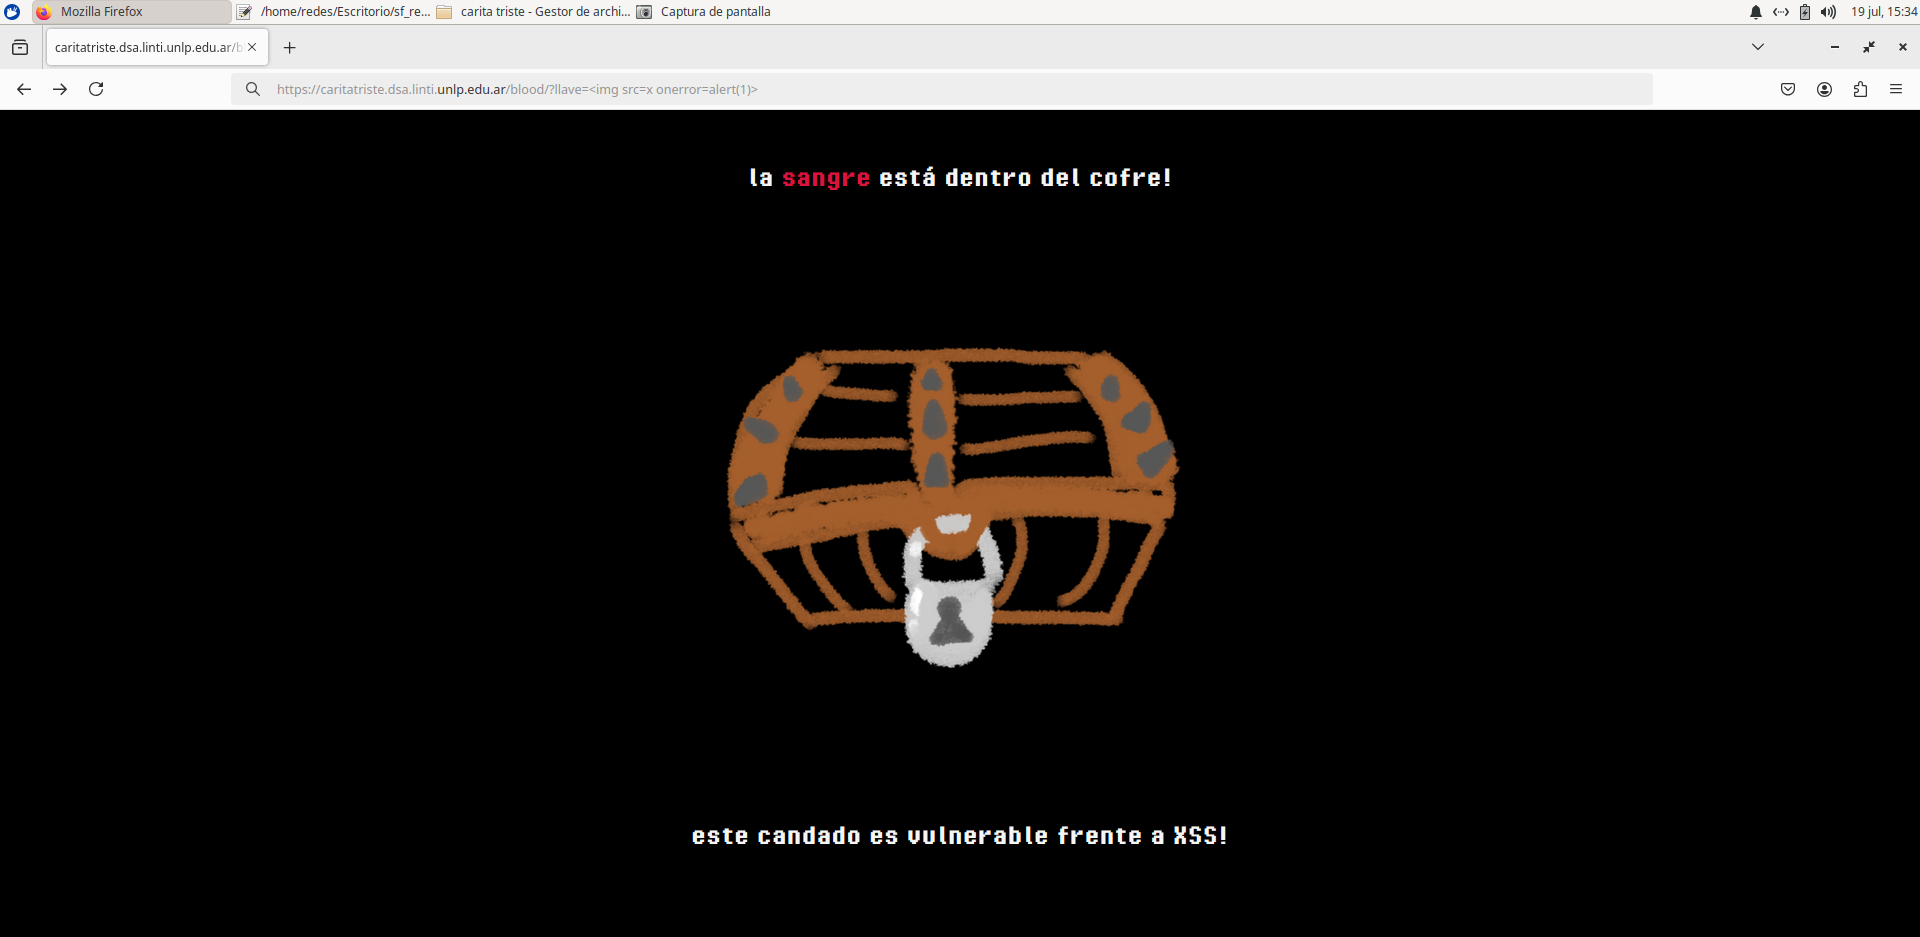 Mozilla Firefox
/home/redes/Escritorio/sf_re...
carita triste - Gestor de archi...
Captura de pantalla
19 jul, 15:34
caritatriste.dsa.linti.unlp.edu.ar/b
https://caritatriste.dsa.linti.unlp.edu.ar/blood/?llave=<img src=x onerror=alert(1)>
la sangre está dentro del cofre!
este candado es vulnerable frente a XSS!